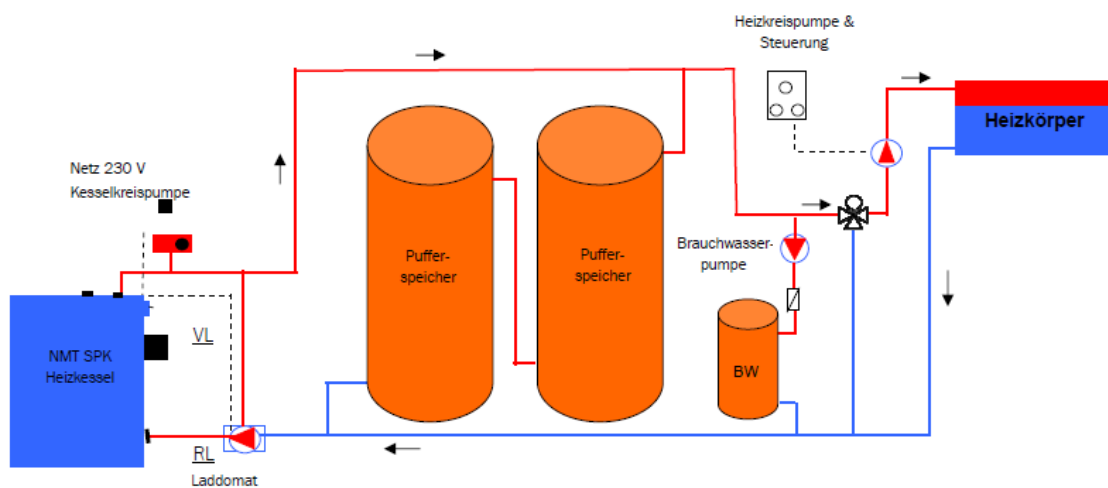 Heizkreispumpe &
Steuerung
Heizkörper
Netz 230 V
Kesselkreispumpe
Puffer-
speicher
Puffer-
speicher
Brauchwasser-
pumpe
VL
NMT SPK
Heizkessel
BW
RL
Laddomat